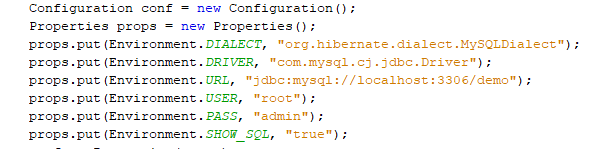 Configuration conf = new Configuration();
Properties props = new Properties();
props.put(Environment.DIALECT, "org.hibernate.dialect.MySQLDialect");
props.put(Environment.DRIVER, "com.mysql.cj.jdbc.Driver");
props.put(Environment.URL, "jdbc:mysql://localhost:3306/demo");
props.put(Environment.USER, "root");
props.put(Environment.PASS, "admin");
props.put(Environment.SHOW_SQL, "true");